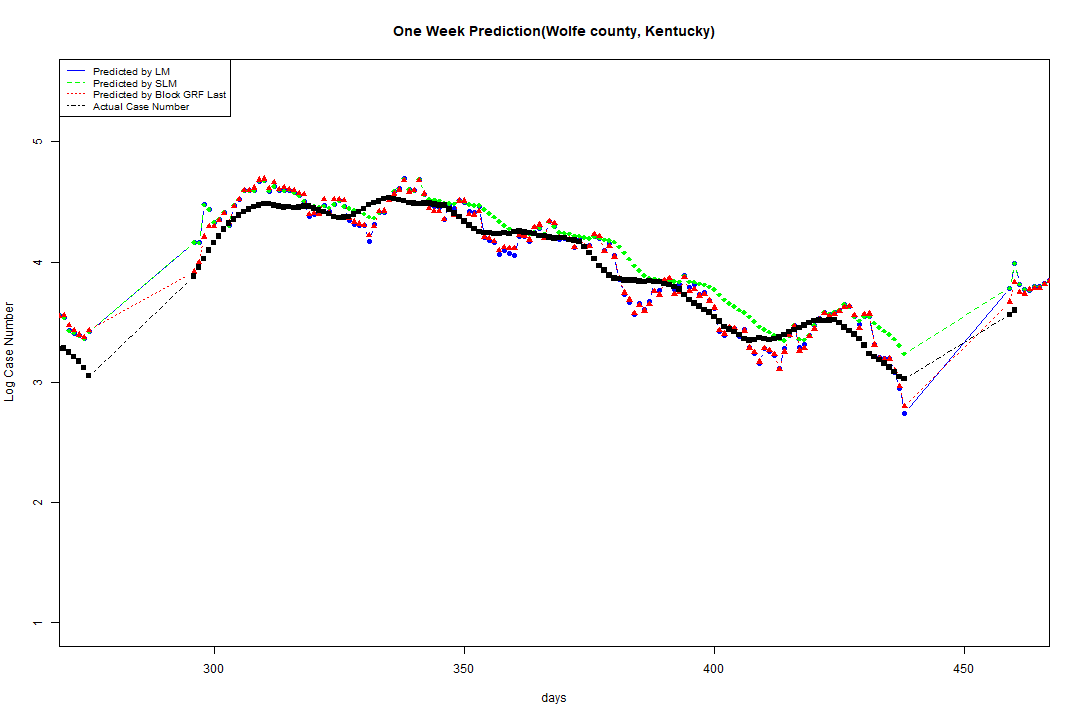 One Week Prediction(Wolfe county, Kentucky)
Predicted by LM
Predicted by SLM
Predicted by Block GRF Last
Actual Case Number
5
4
3
2
1
Log Case Number
300 350 400 450
days